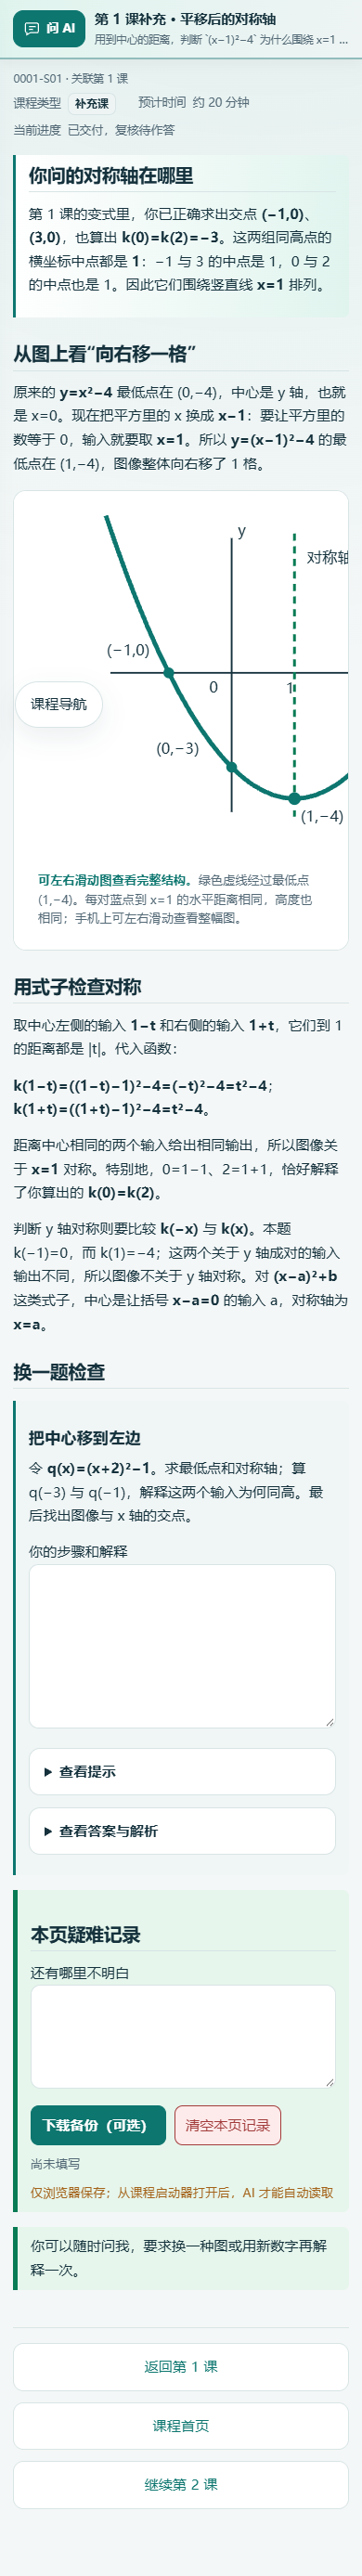 问 AI
第 1 课补充・平移后的对称轴
用到中心的距离，判断 `(x−1)²−4` 为什么围绕 x=1 …
0001-S01 · 关联第 1 课
课程类型 补充课 预计时间 约 20 分钟
当前进度 已交付，复核待作答
你问的对称轴在哪里
第 1 课的变式里，你已正确求出交点 (−1,0)、
(3,0)，也算出 k(0)=k(2)=−3。这两组同高点的
横坐标中点都是 1：−1 与 3 的中点是 1，0 与 2
的中点也是 1。因此它们围绕竖直线 x=1 排列。
从图上看“向右移一格”
原来的 y=x²−4 最低点在 (0,−4)，中心是 y 轴，也就
是 x=0。现在把平方里的 x 换成 x−1：要让平方里的
数等于 0，输入就要取 x=1。所以 y=(x−1)²−4 的最
低点在 (1,−4)，图像整体向右移了 1 格。
y
对称轴
(−1,0)
0
1
课程导航
(0,−3)
(1,−4)
可左右滑动图查看完整结构。绿色虚线经过最低点
(1,−4)。每对蓝点到 x=1 的水平距离相同，高度也
相同；手机上可左右滑动查看整幅图。
用式子检查对称
取中心左侧的输入 1−t 和右侧的输入 1+t，它们到 1
的距离都是 |t|。代入函数：
k(1−t)=((1−t)−1)²−4=(−t)²−4=t²−4；
k(1+t)=((1+t)−1)²−4=t²−4。
距离中心相同的两个输入给出相同输出，所以图像关
于 x=1 对称。特别地，0=1−1、2=1+1，恰好解释
了你算出的 k(0)=k(2)。
判断 y 轴对称则要比较 k(−x) 与 k(x)。本题
k(−1)=0，而 k(1)=−4；这两个关于 y 轴成对的输入
输出不同，所以图像不关于 y 轴对称。对 (x−a)²+b
这类式子，中心是让括号 x−a=0 的输入 a，对称轴为
x=a。
换一题检查
把中心移到左边
令 q(x)=(x+2)²−1。求最低点和对称轴；算
q(−3) 与 q(−1)，解释这两个输入为何同高。最
后找出图像与 x 轴的交点。
你的步骤和解释
▶ 查看提示
▶ 查看答案与解析
本页疑难记录
还有哪里不明白
下载备份（可选） 清空本页记录
尚未填写
仅浏览器保存；从课程启动器打开后，AI 才能自动读取
你可以随时问我，要求换一种图或用新数字再解
释一次。
返回第 1 课
课程首页
继续第 2 课